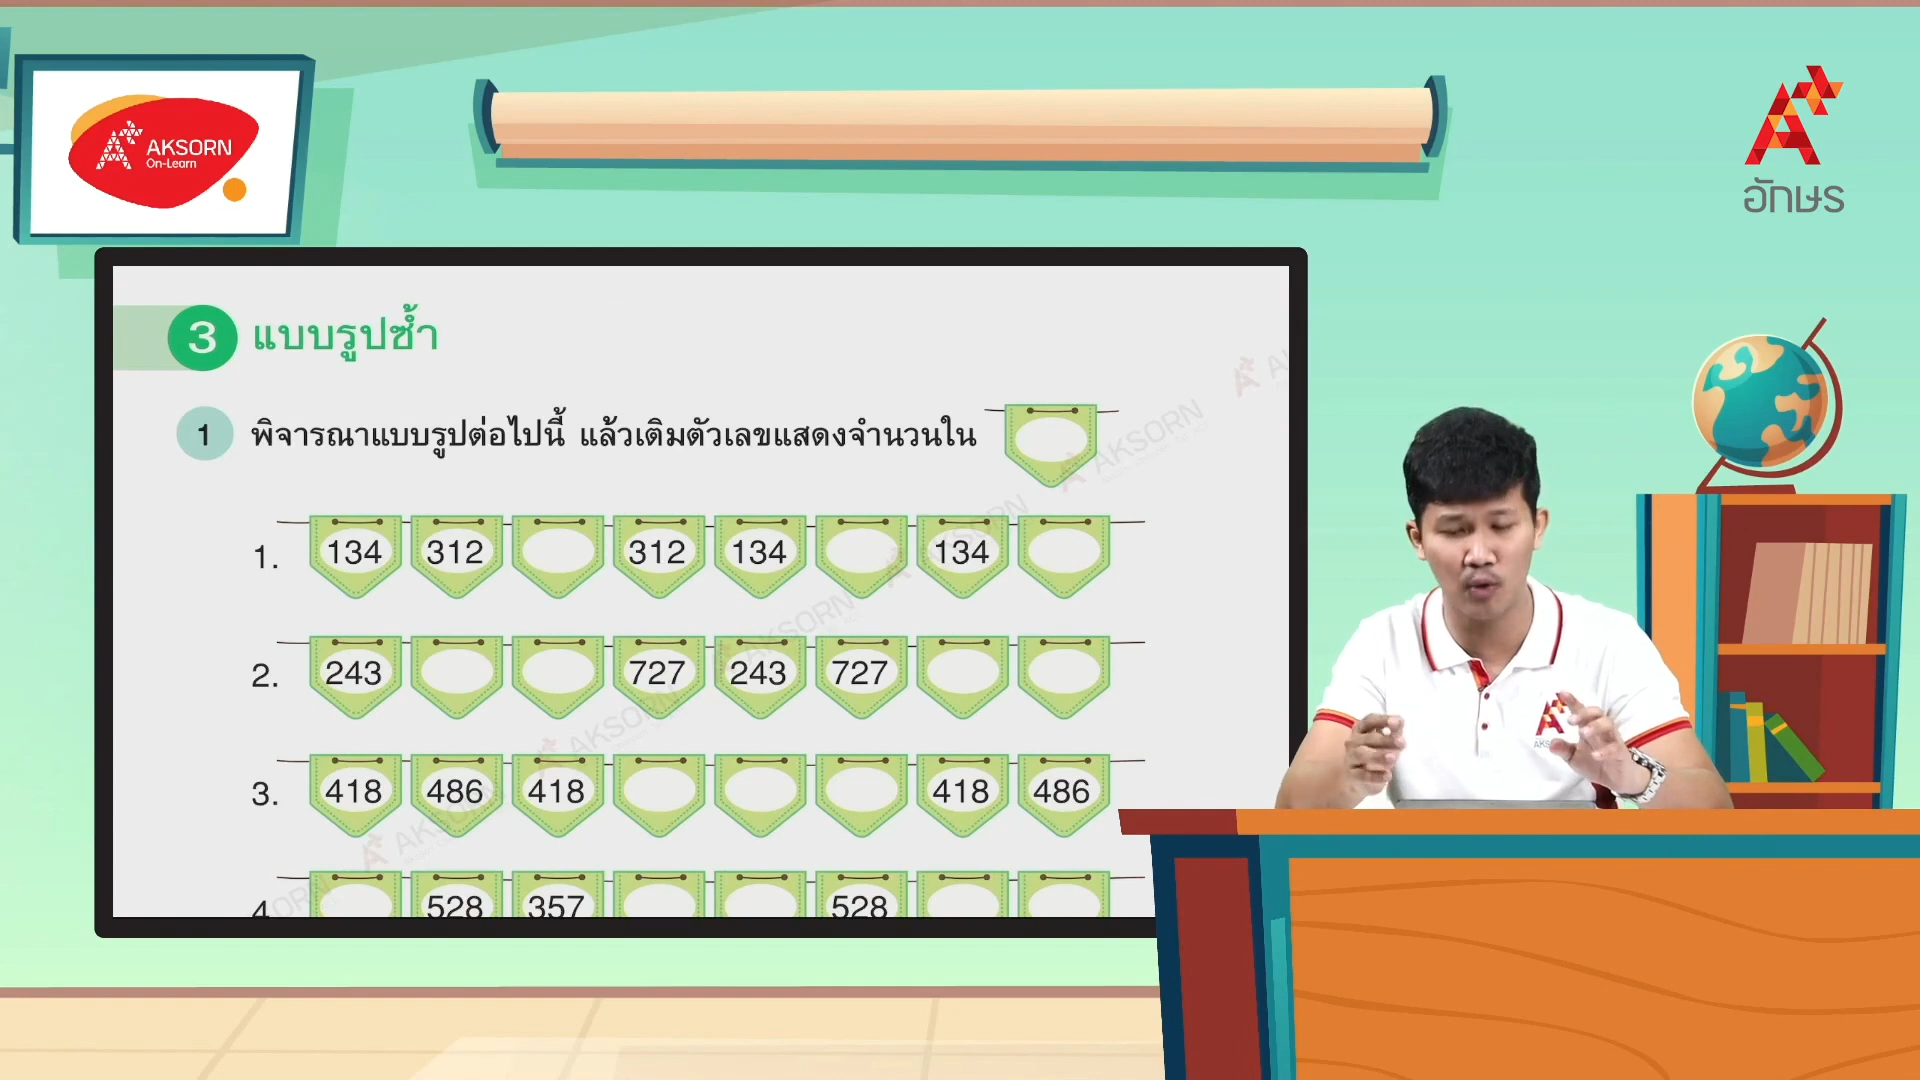 AKSORN
On-Learn
อักษร
3 แบบรูปซ้ำ
1 พิจารณาแบบรูปต่อไปนี้ แล้วเติมตัวเลขแสดงจำนวนใน
1. 134 312 312 134 134
2. 243 727 243 727
3. 418 486 418 418 486
4. 528 357 528